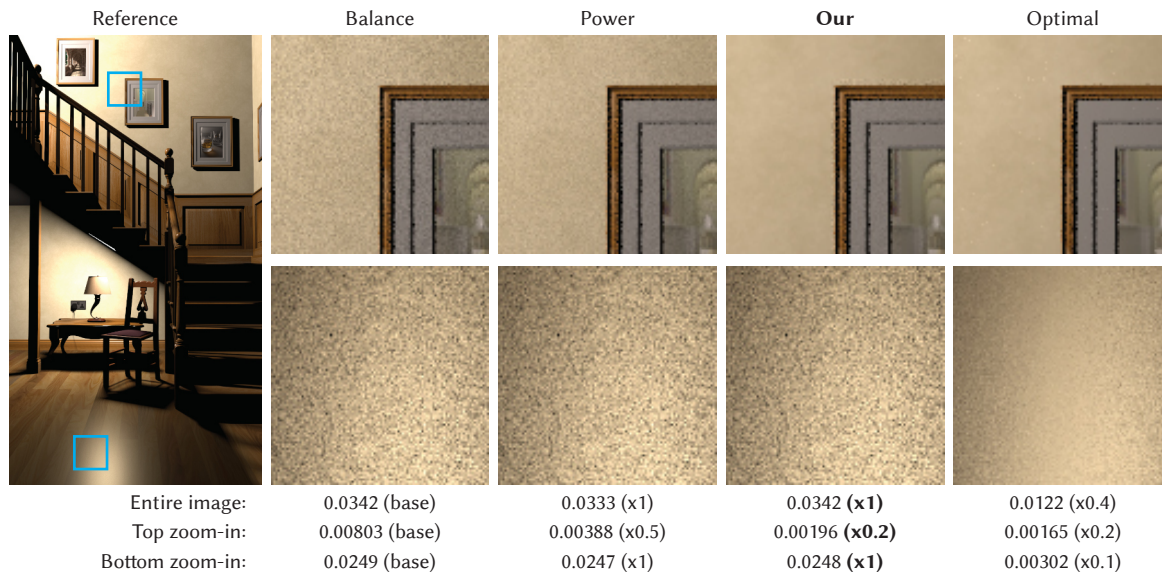 Reference Balance Power Our Optimal
Entire image: 0.0342 (base) 0.0333 (x1) 0.0342 (x1) 0.0122 (x0.4)
Top zoom-in: 0.00803 (base) 0.00388 (x0.5) 0.00196 (x0.2) 0.00165 (x0.2)
Bottom zoom-in: 0.0249 (base) 0.0247 (x1) 0.0248 (x1) 0.00302 (x0.1)